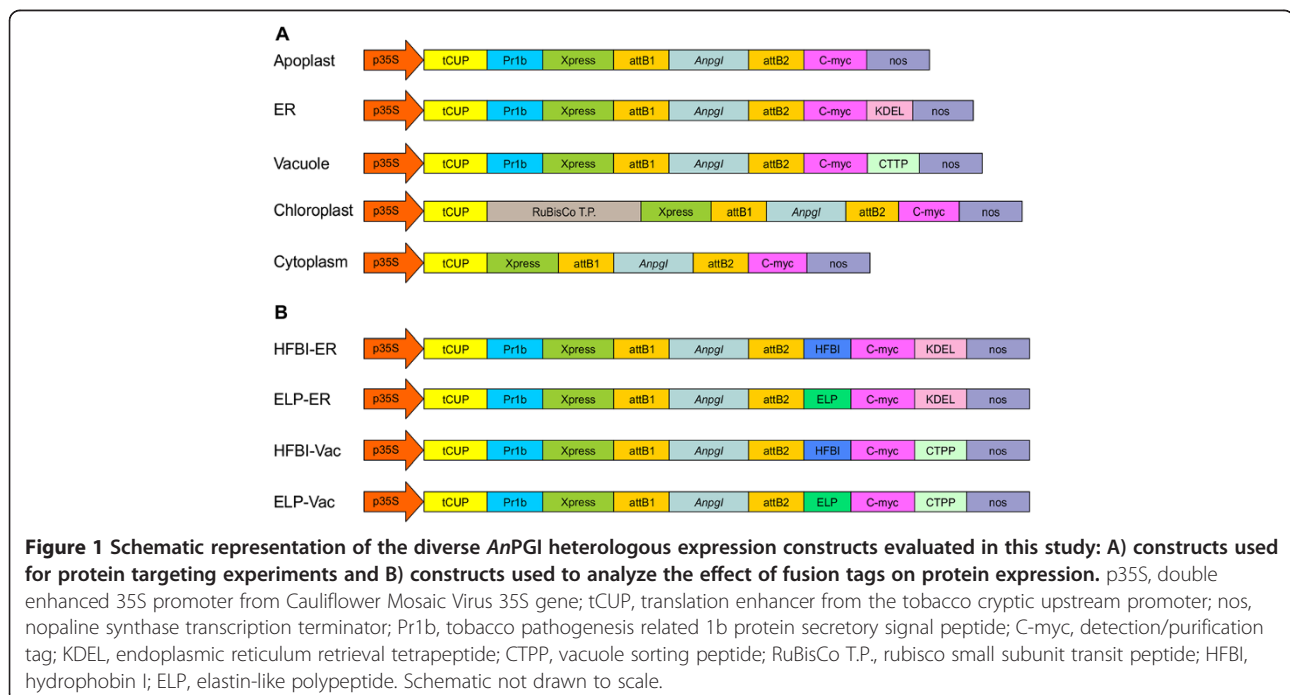 A
Apoplast p35S tCUP Pr1b Xpress attB1 AnpgI attB2 C-myc nos
ER p35S tCUP Pr1b Xpress attB1 AnpgI attB2 C-myc KDEL nos
Vacuole p35S tCUP Pr1b Xpress attB1 AnpgI attB2 C-myc CTTP nos
Chloroplast p35S tCUP RuBisCo T.P. Xpress attB1 AnpgI attB2 C-myc nos
Cytoplasm p35S tCUP Xpress attB1 AnpgI attB2 C-myc nos
B
HFBI-ER p35S tCUP Pr1b Xpress attB1 AnpgI attB2 HFBI C-myc KDEL nos
ELP-ER p35S tCUP Pr1b Xpress attB1 AnpgI attB2 ELP C-myc KDEL nos
HFBI-Vac p35S tCUP Pr1b Xpress attB1 AnpgI attB2 HFBI C-myc CTPP nos
ELP-Vac p35S tCUP Pr1b Xpress attB1 AnpgI attB2 ELP C-myc CTPP nos
Figure 1 Schematic representation of the diverse AnPGI heterologous expression constructs evaluated in this study: A) constructs used
for protein targeting experiments and B) constructs used to analyze the effect of fusion tags on protein expression. p35S, double
enhanced 35S promoter from Cauliflower Mosaic Virus 35S gene; tCUP, translation enhancer from the tobacco cryptic upstream promoter; nos,
nopaline synthase transcription terminator; Pr1b, tobacco pathogenesis related 1b protein secretory signal peptide; C-myc, detection/purification
tag; KDEL, endoplasmic reticulum retrieval tetrapeptide; CTPP, vacuole sorting peptide; RuBisCo T.P., rubisco small subunit transit peptide; HFBI,
hydrophobin I; ELP, elastin-like polypeptide. Schematic not drawn to scale.